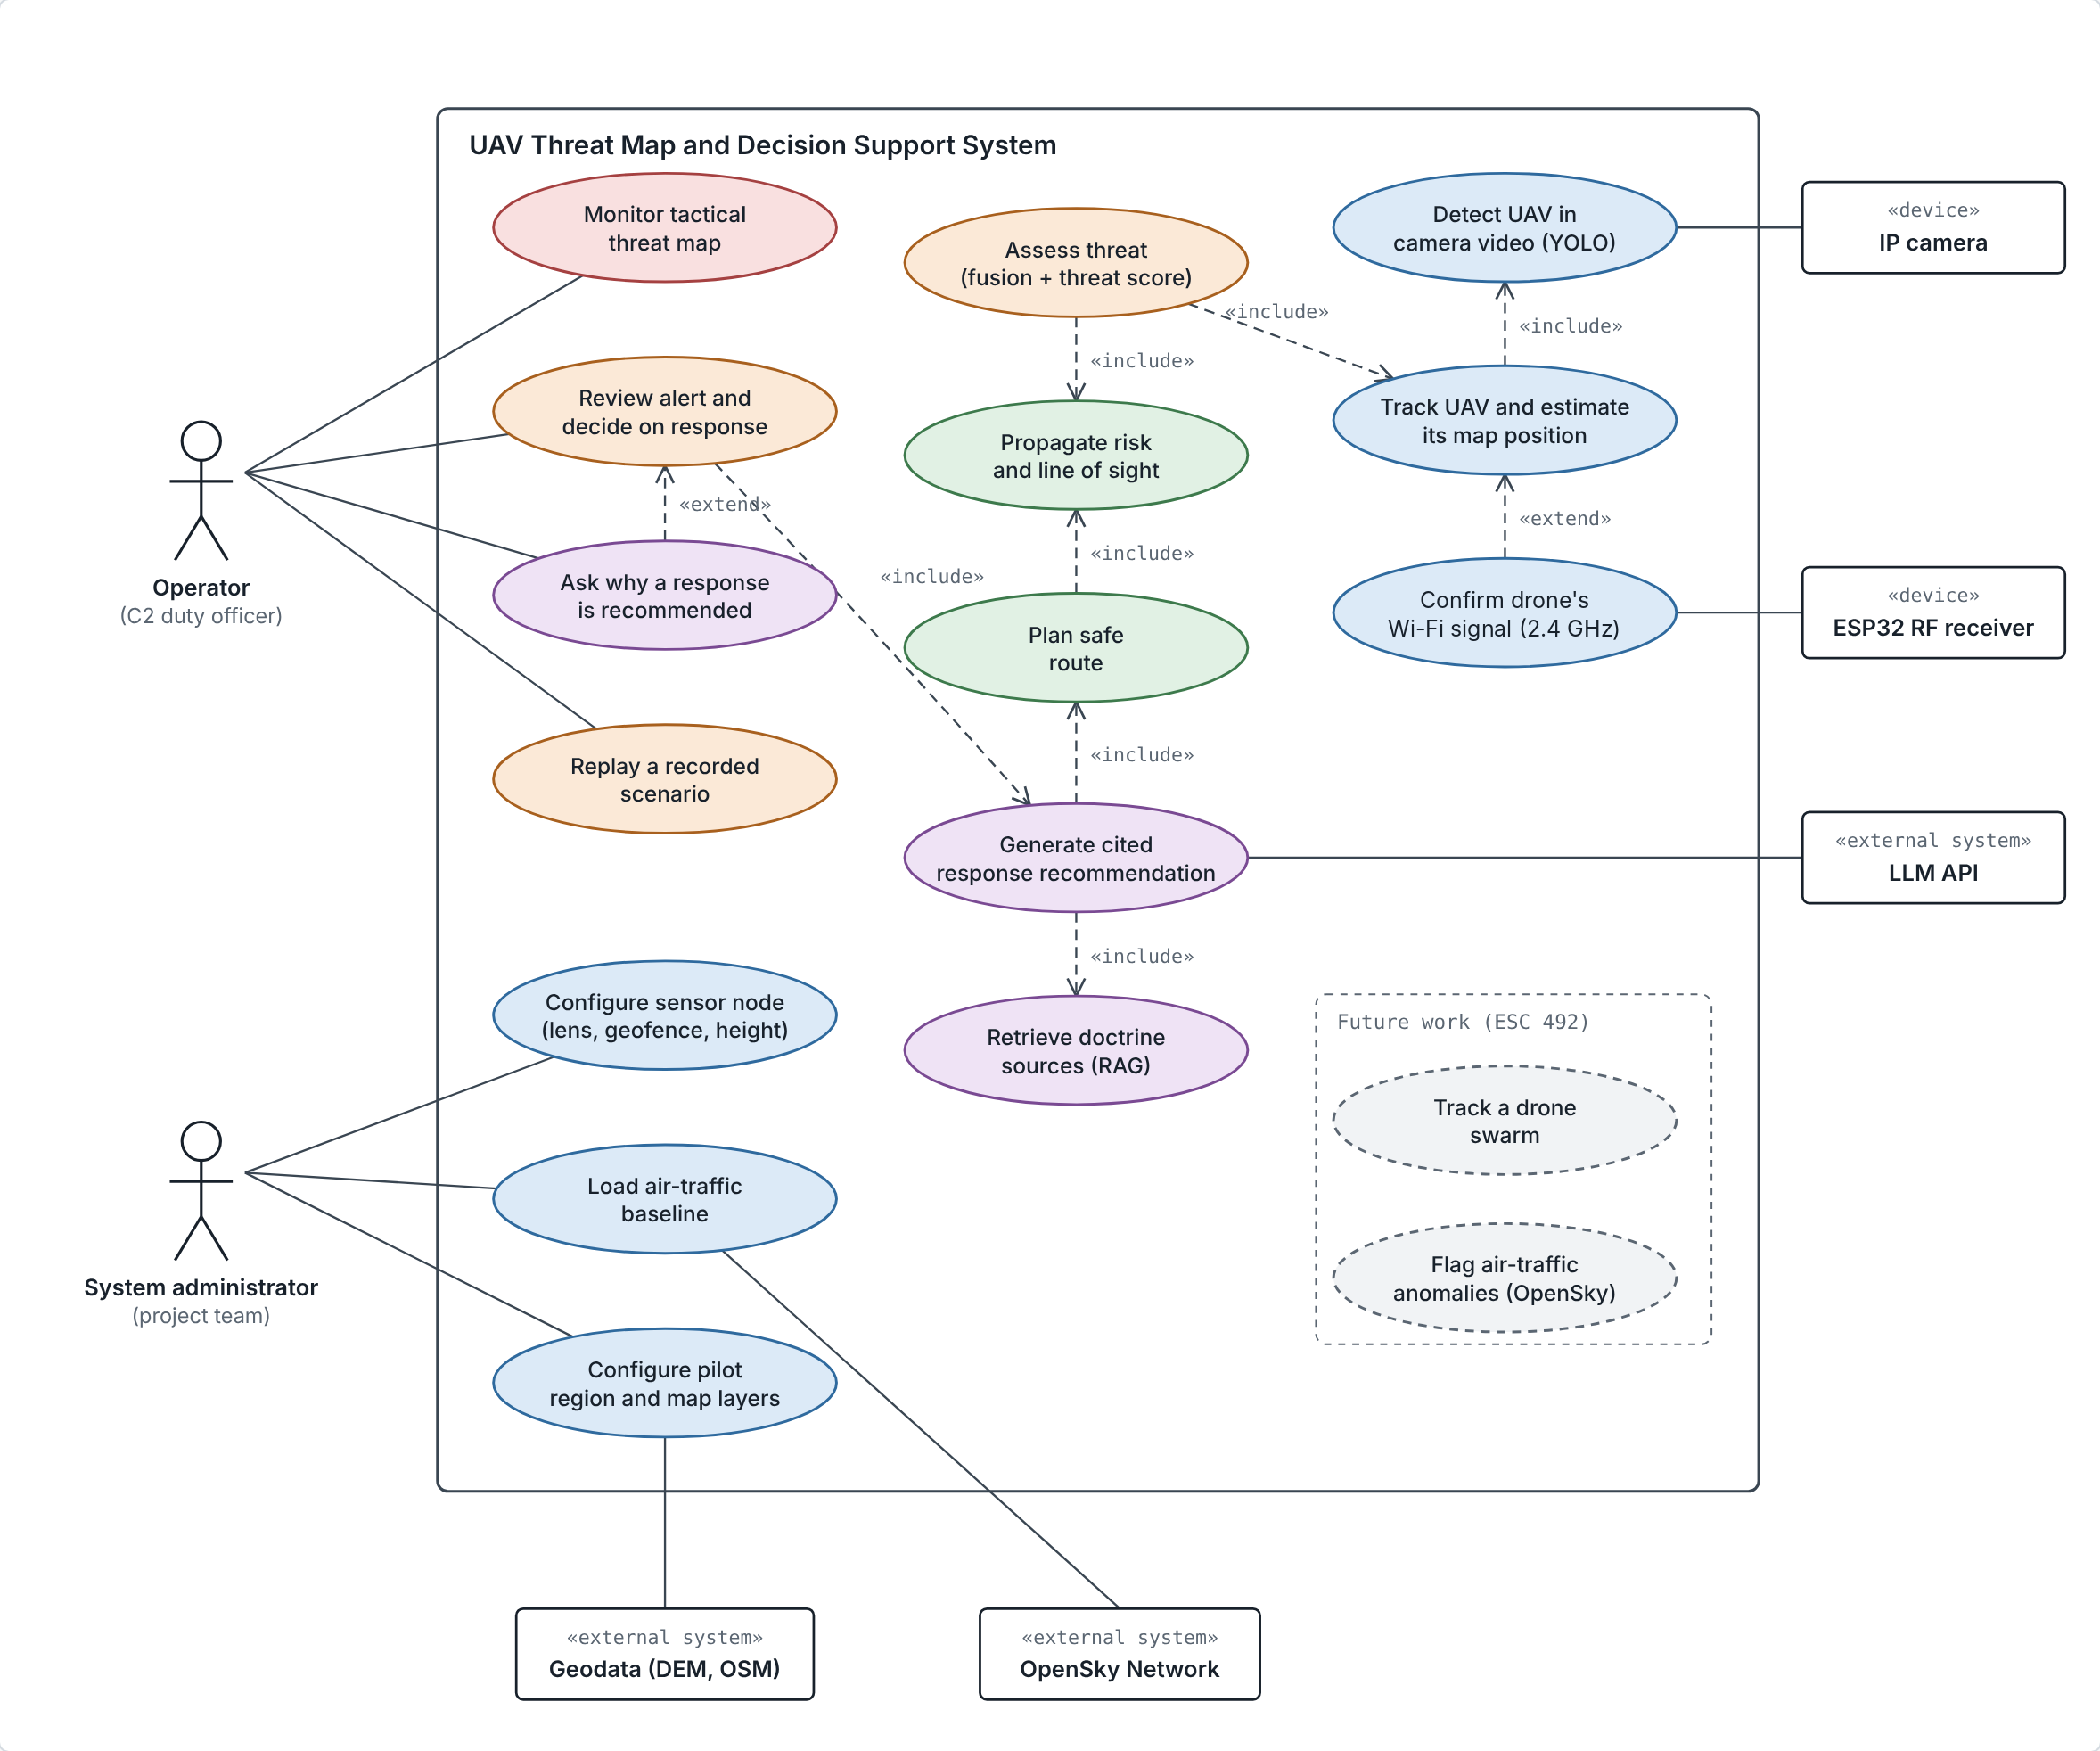 UAV Threat Map and Decision Support System
Monitor tactical
threat map
Assess threat
(fusion + threat score)
Detect UAV in
camera video (YOLO)
«device»
IP camera
«include»
«include»
«include»
Review alert and
decide on response
Propagate risk
and line of sight
Track UAV and estimate
its map position
Operator
(C2 duty officer)
«extend»
«include»
«include»
«extend»
Ask why a response
is recommended
Plan safe
route
Confirm drone's
Wi-Fi signal (2.4 GHz)
«device»
ESP32 RF receiver
Replay a recorded
scenario
«include»
Generate cited
response recommendation
«external system»
LLM API
«include»
Configure sensor node
(lens, geofence, height)
Retrieve doctrine
sources (RAG)
Future work (ESC 492)
Track a drone
swarm
Flag air-traffic
anomalies (OpenSky)
System administrator
(project team)
Load air-traffic
baseline
Configure pilot
region and map layers
«external system»
Geodata (DEM, OSM)
«external system»
OpenSky Network